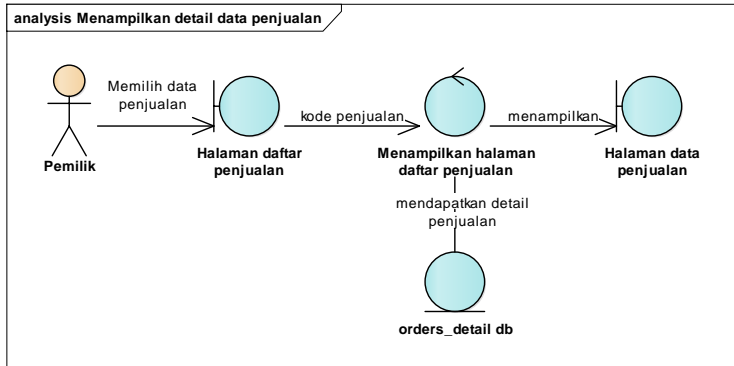 analysis Menampilkan detail data penjualan
Memilih data
penjualan
kode penjualan
menampilkan
Pemilik
Halaman daftar
penjualan
Menampilkan halaman
daftar penjualan
Halaman data
penjualan
mendapatkan detail
penjualan
orders_detail db